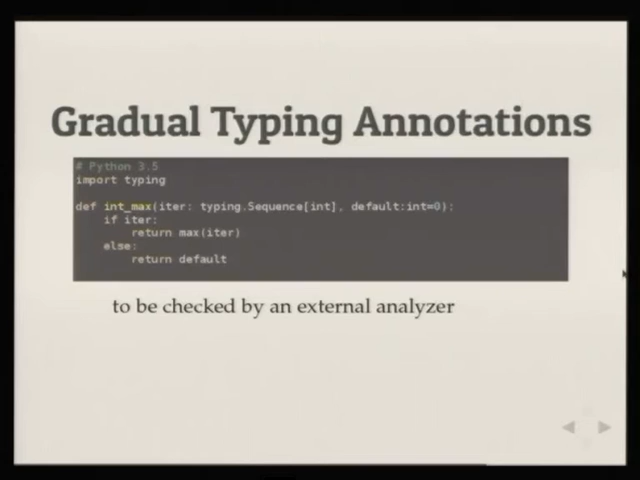 Gradual Typing Annotations
# Python 3.5
import typing
def int_max(iter: typing.Sequence[int], default:int=0):
if iter:
return max(iter)
else:
return default
to be checked by an external analyzer